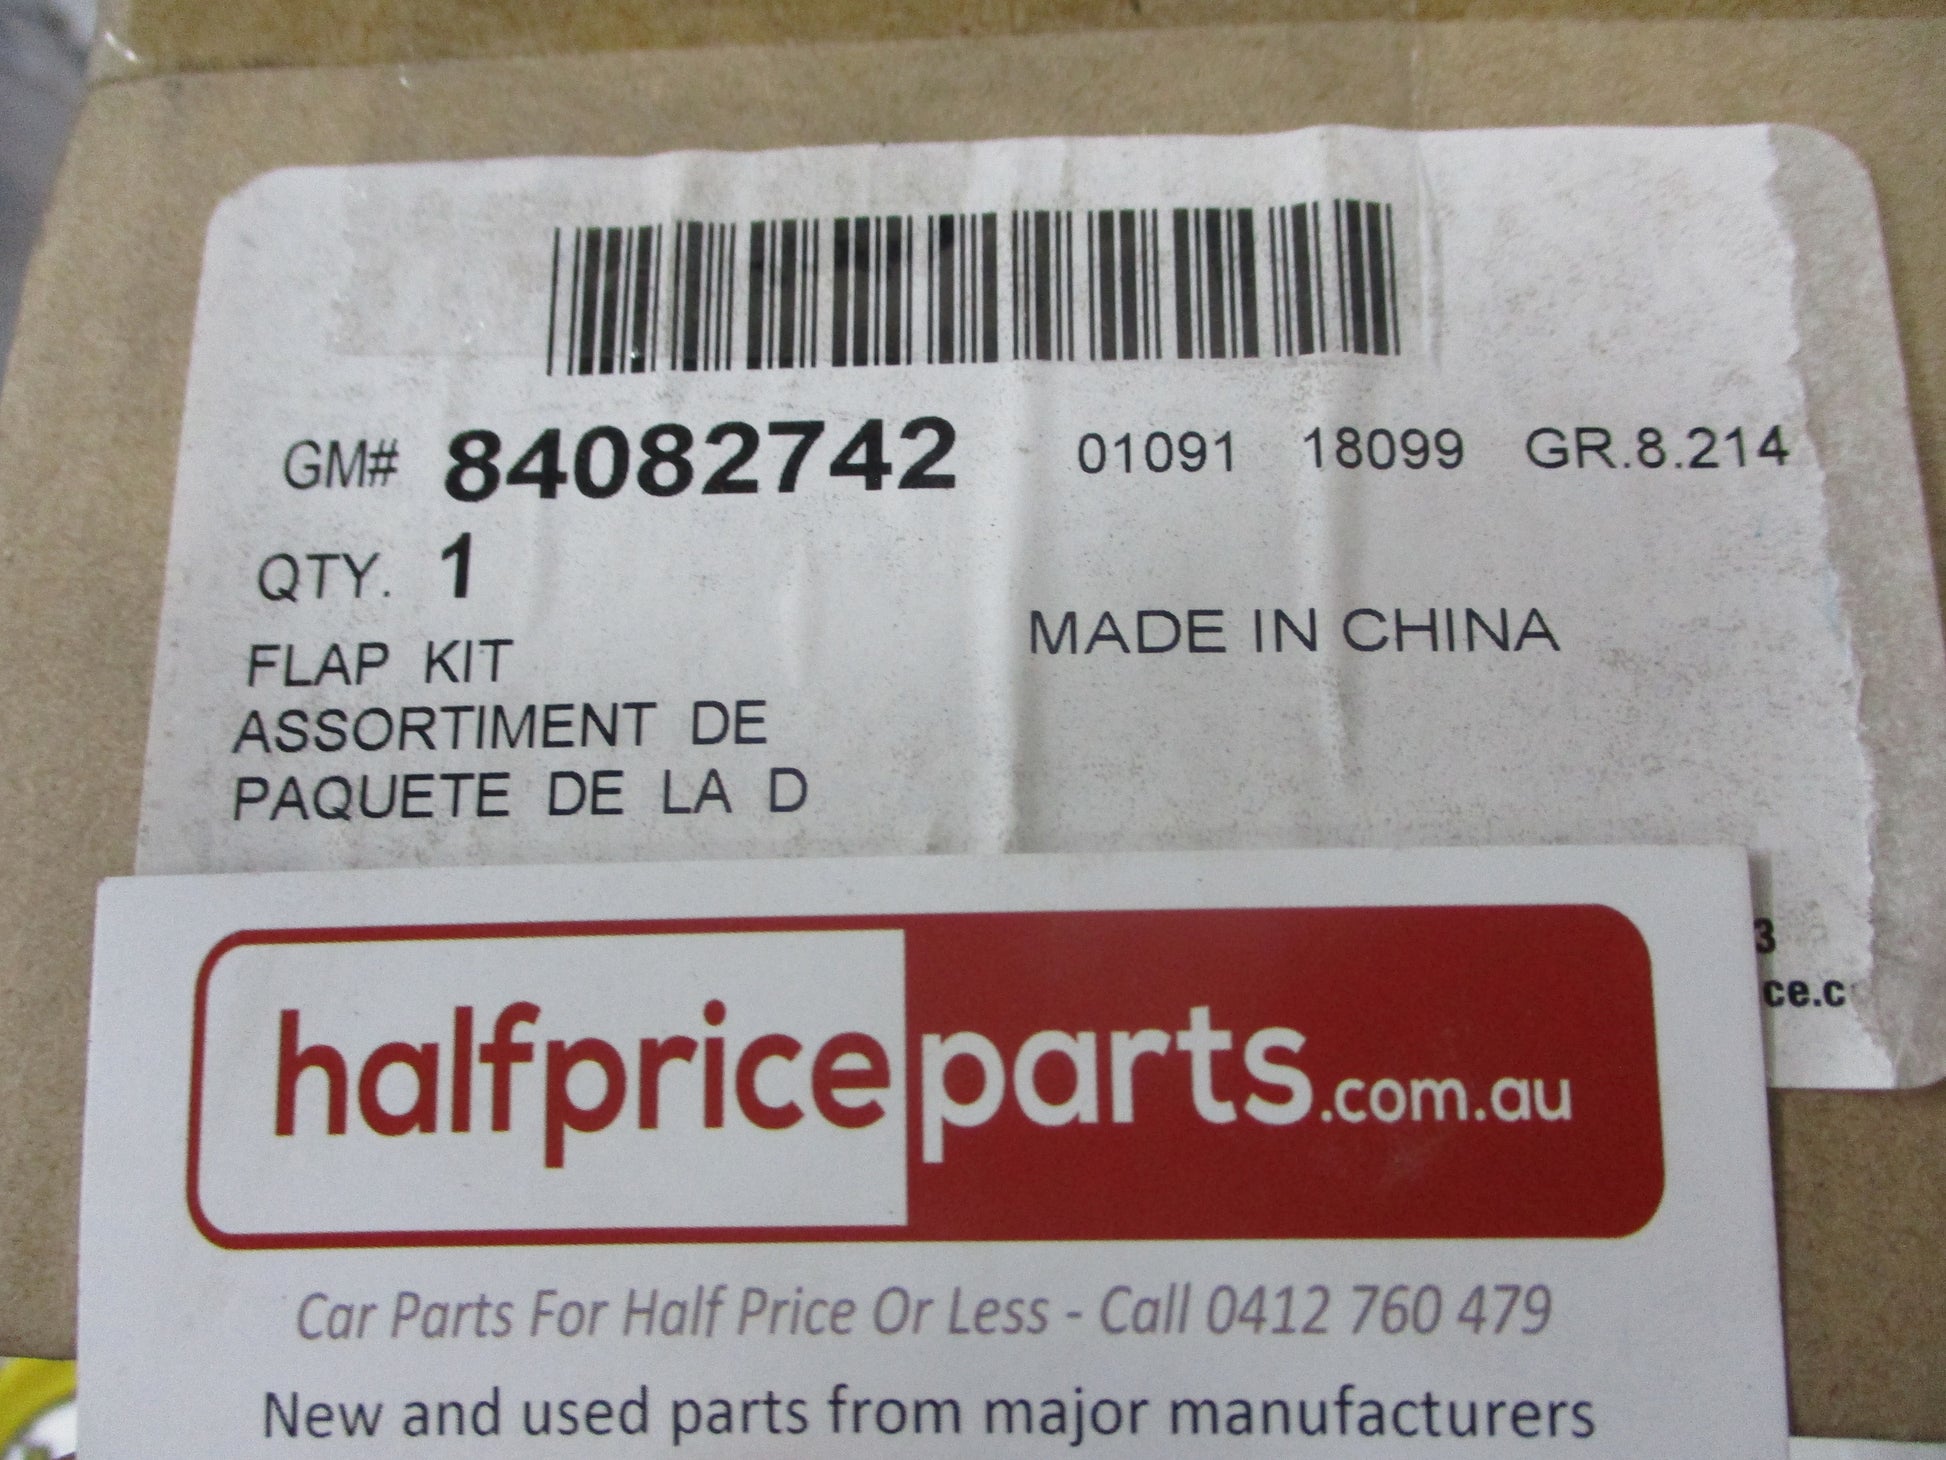 GM# 84082742 01091 18099 GR.8.214
QTY. 1
MADE IN CHINA
FLAP KIT
ASSORTIMENT DE
PAQUETE DE LA D
3
ce.c
halfpriceparts.com.au
Car Parts For Half Price Or Less - Call 0412 760 479
New and used parts from major manufacturers